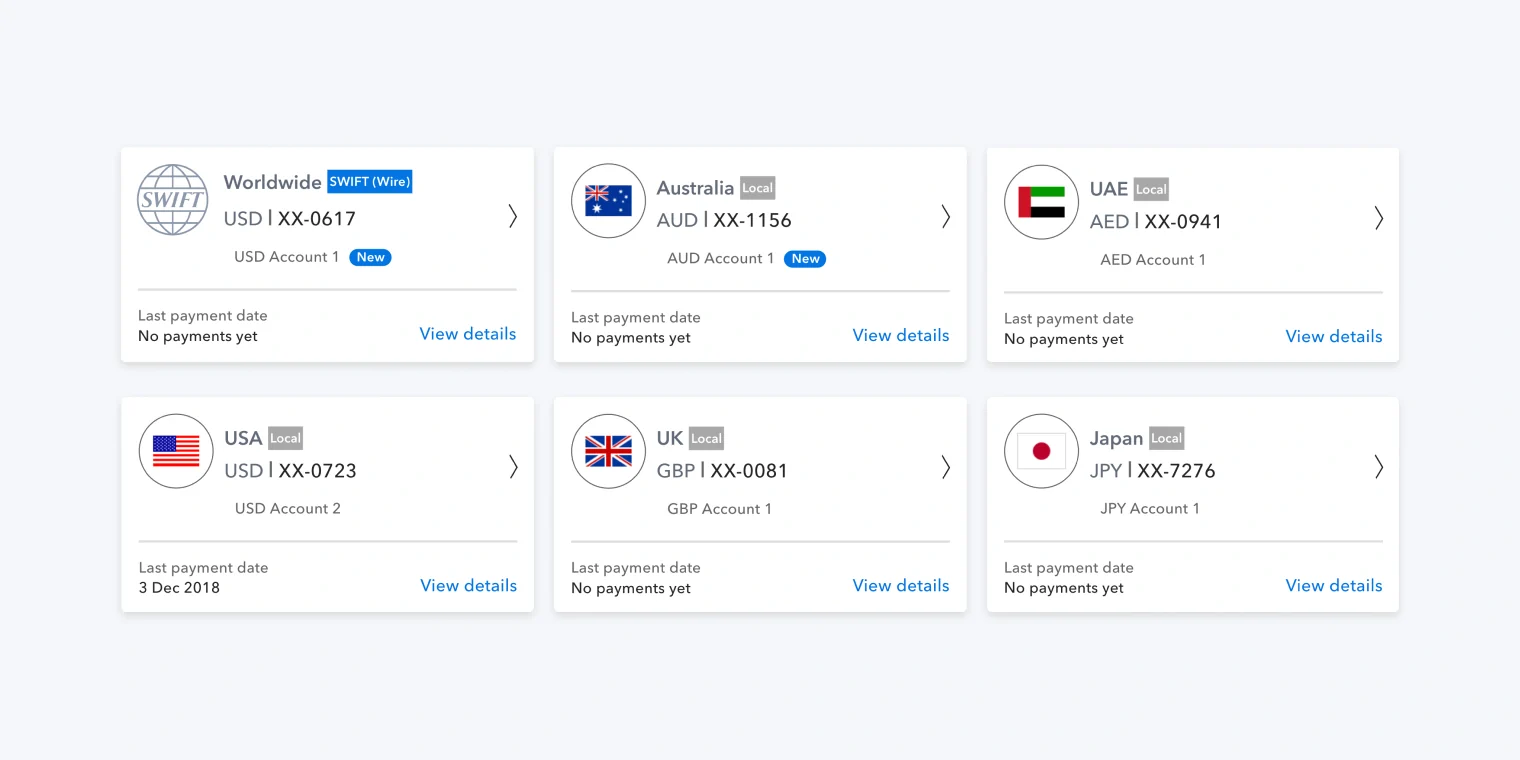 Worldwide SWIFT (Wire)
SWIFT
USD | XX-0617
USD Account 1 New
Last payment date
No payments yet
View details
Australia Local
AUD | XX-1156
AUD Account 1 New
Last payment date
No payments yet
View details
UAE Local
AED | XX-0941
AED Account 1
Last payment date
No payments yet
View details
USA Local
USD | XX-0723
USD Account 2
Last payment date
3 Dec 2018
View details
UK Local
GBP | XX-0081
GBP Account 1
Last payment date
No payments yet
View details
Japan Local
JPY | XX-7276
JPY Account 1
Last payment date
No payments yet
View details